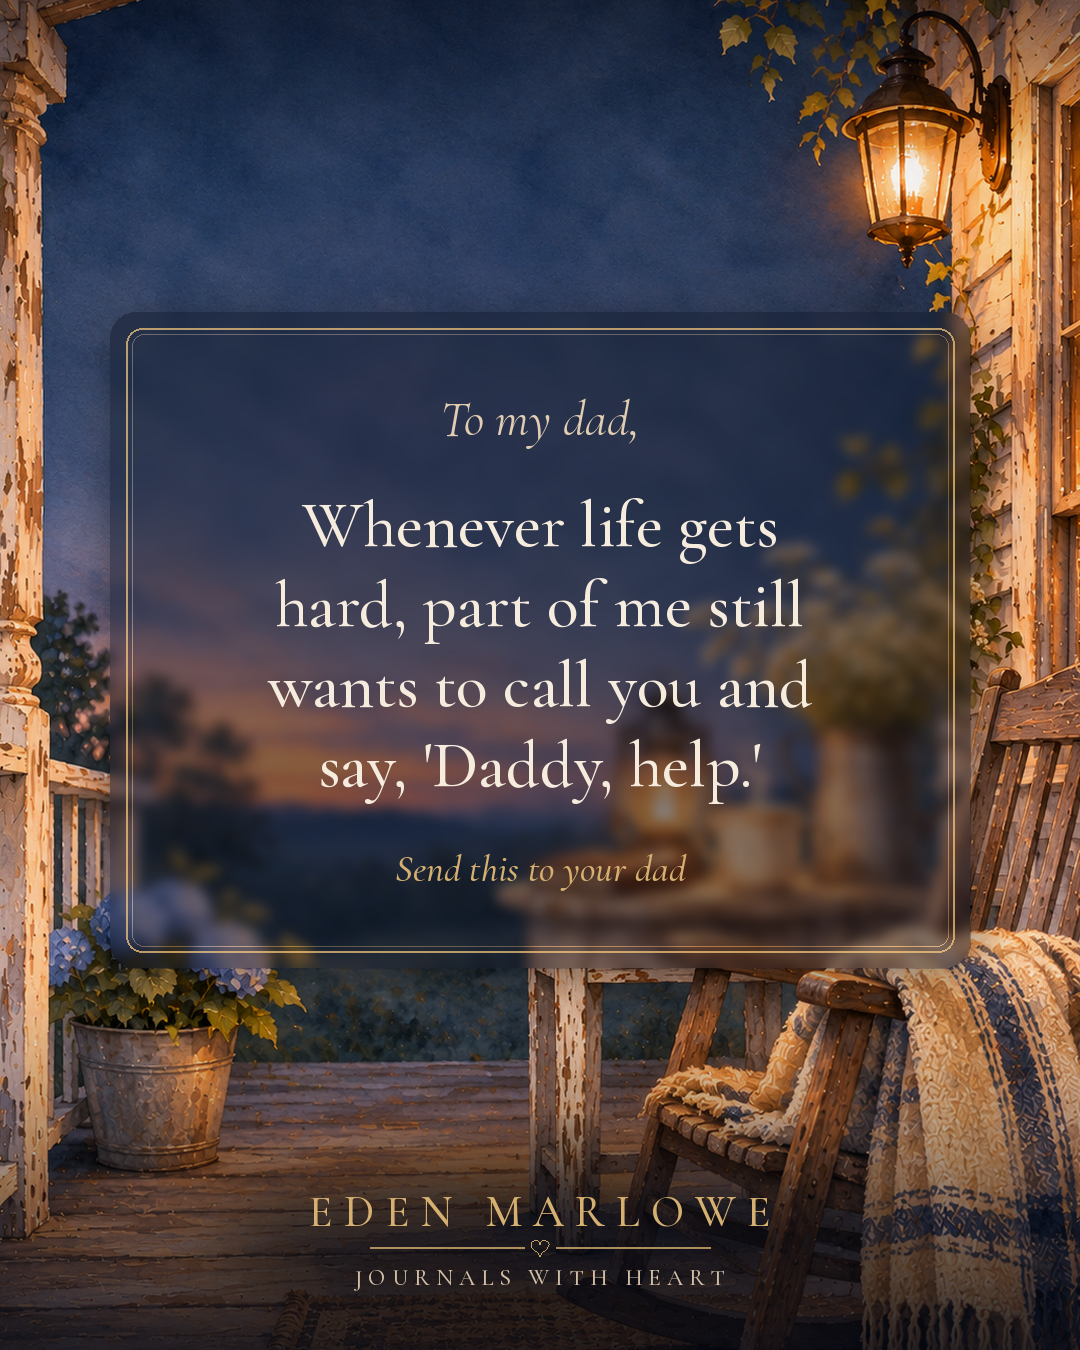 To my dad,
Whenever life gets
hard, part of me still
wants to call you and
say, 'Daddy, help.'
Send this to your dad
EDEN MARLOWE
JOURNALS WITH HEART